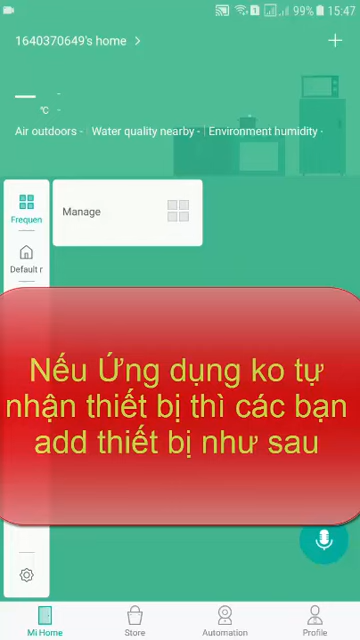 99% 15:47
1640370649's home >
— -
°C -
Air outdoors - Water quality nearby - Environment humidity -
Frequen
Manage
Default r
Nếu Ứng dụng ko tự
nhận thiết bị thì các bạn
add thiết bị như sau
Mi Home Store Automation Profile